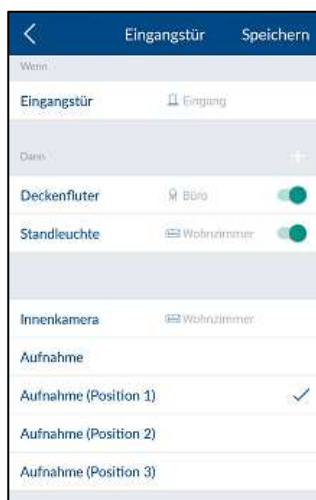 Eingangstür Speichern
Wenn
Eingangstür Eingang
Dann
Deckenfluter Büro
Standleuchte Wohnzimmer
Innenkamera Wohnzimmer
Aufnahme
Aufnahme (Position 1)
Aufnahme (Position 2)
Aufnahme (Position 3)